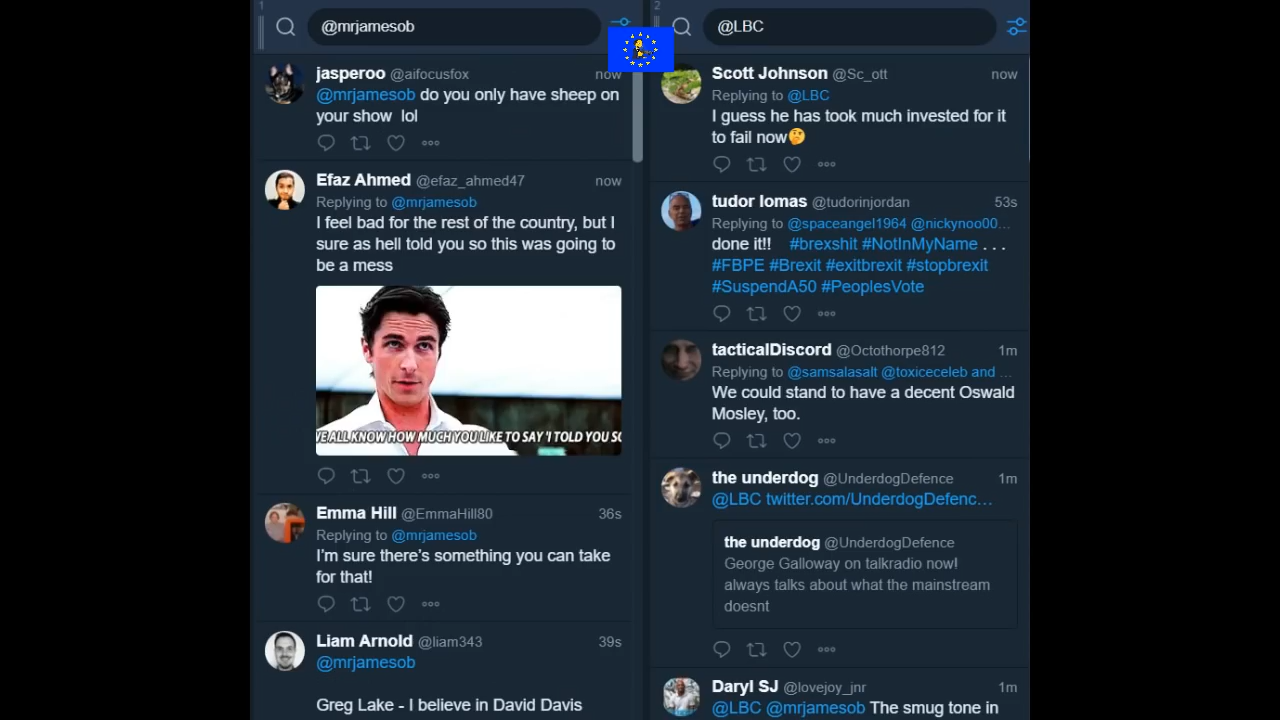 1
@mrjamesob
jasperoo @aifocusfox now
@mrjamesob do you only have sheep on
your show lol
Efaz Ahmed @efaz_ahmed47 now
Replying to @mrjamesob
I feel bad for the rest of the country, but I
sure as hell told you so this was going to
be a mess
WE ALL KNOW HOW MUCH YOU LIKE TO SAY 'I TOLD YOU SO
Emma Hill @EmmaHill80 36s
Replying to @mrjamesob
I'm sure there's something you can take
for that!
Liam Arnold @liam343 39s
@mrjamesob
Greg Lake - I believe in David Davis
2
@LBC
Scott Johnson @Sc_ott now
Replying to @LBC
I guess he has took much invested for it
to fail now🤔
tudor lomas @tudorinjordan 53s
Replying to @spaceangel1964 @nickynoo00...
done it!! #brexshit #NotInMyName . . .
#FBPE #Brexit #exitbrexit #stopbrexit
#SuspendA50 #PeoplesVote
tacticalDiscord @Octothorpe812 1m
Replying to @samsalasalt @toxiceceleb and ...
We could stand to have a decent Oswald
Mosley, too.
the underdog @UnderdogDefence 1m
@LBC twitter.com/UnderdogDefenc...
the underdog @UnderdogDefence
George Galloway on talkradio now!
always talks about what the mainstream
doesnt
Daryl SJ @lovejoy_jnr 1m
@LBC @mrjamesob The smug tone in